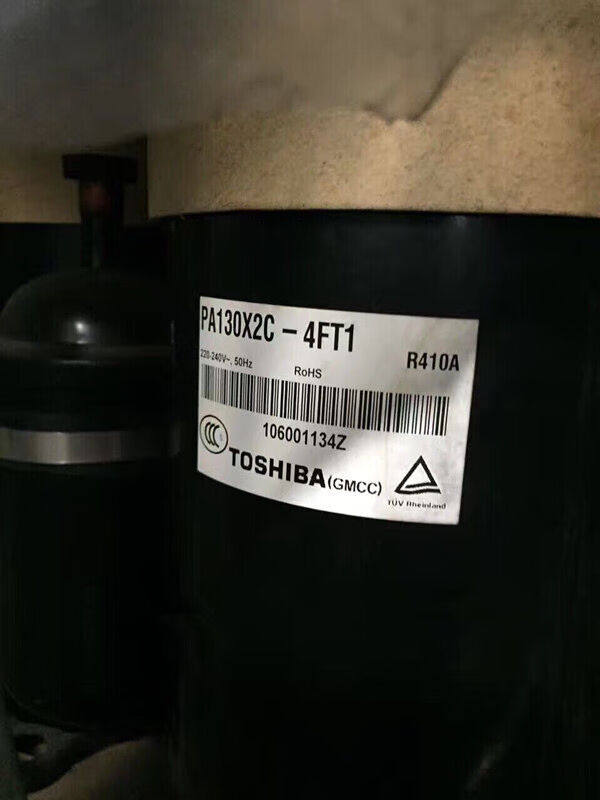 PA130X2C - 4FT1
R410A
220-240V~, 50Hz
RoHS
106001134Z
TOSHIBA (GMCC)
TÜV Rheinland